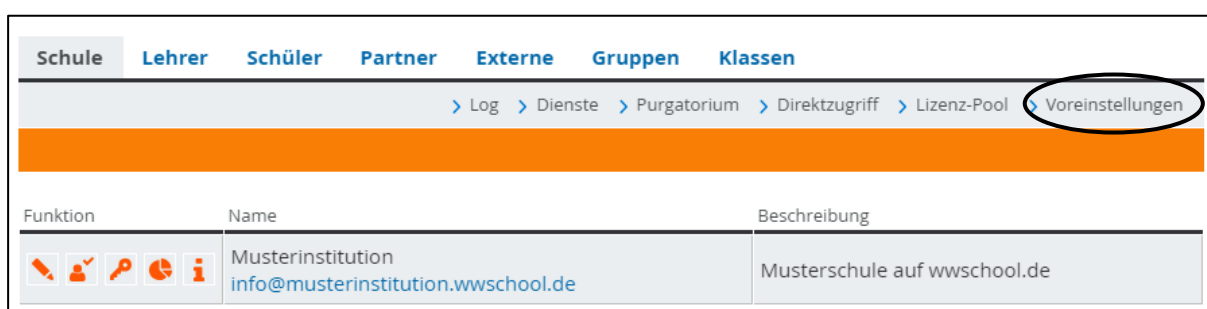 Schule Lehrer Schüler Partner Externe Gruppen Klassen
Log Dienste Purgatorium Direktzugriff Lizenz-Pool Voreinstellungen
Funktion Name Beschreibung
Musterinstitution
info@musterinstitution.wwschool.de
Musterschule auf wwschool.de